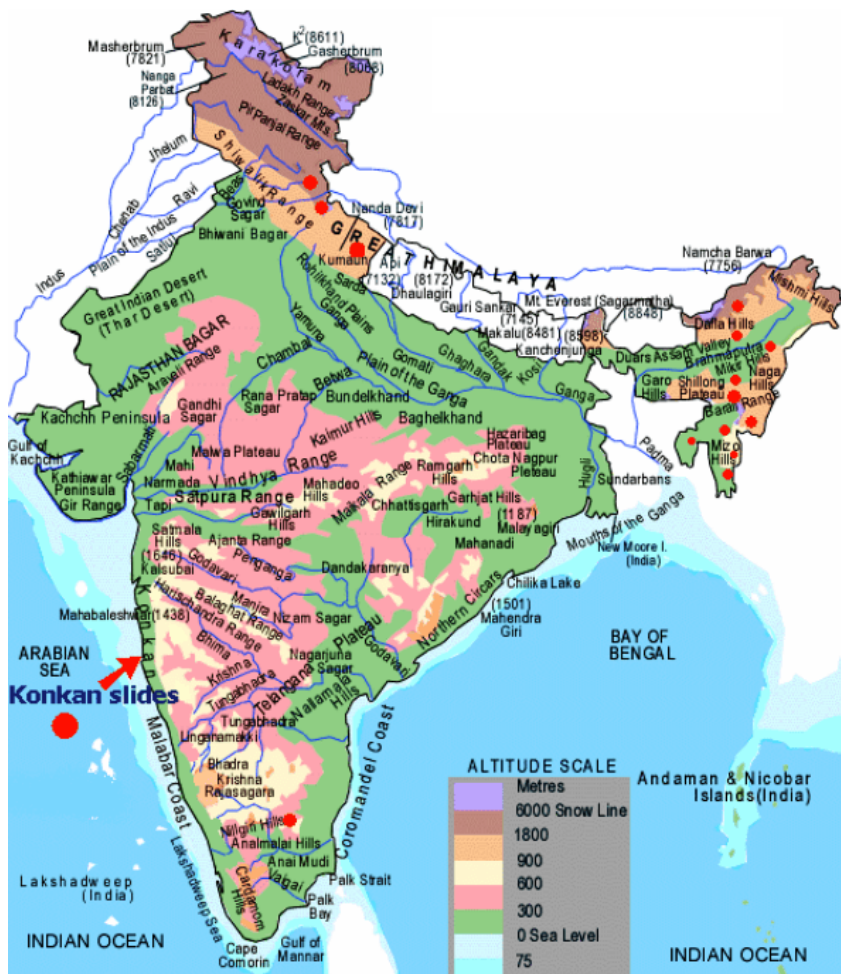 Masherbrum
(7821)
K²(8611)
Gasherbrum
(8068)
Karakoram
Nanga
Parbat
(8126)
Ladakh Range
Zaskar Mts.
Pir Panjal Range
Jhelum
Shiwalik Range
Chenab
Ravi
Beas
Govind
Sagar
Nanda Devi
(7817)
Indus
Plain of the Indus
Satluj
Bhiwani Bagar
GREAT HIMALAYA
Kumaun
Api
(7132)
(8172)
Dhaulagiri
Namcha Barwa
(7756)
Mishmi Hills
Great Indian Desert
(Thar Desert)
Rohilkhand Plains
Sarda
Ganga
Gauri Sankar
(7145)
Mt. Everest (Sagarmatha)
(8848)
Makalu(8481)
(8598)
Kanchenjunga
Dafla Hills
Duars
Assam Valley
Brahmaputra
RAJASTHAN BAGAR
Aravali Range
Yamuna
Chambal
Gomati
Ghaghara
Gandak
Kosi
Plain of the Ganga
Ganga
Mikir Hills
Naga
Hills
Garo
Hills
Shillong
Plateau
Barail
Range
Mizo
Hills
Kachchh Peninsula
Gandhi
Sagar
Rana Pratap
Sagar
Betwa
Bundelkhand
Baghelkhand
Kaimur Hills
Gulf of
Kachchh
Sabarmati
Mahi
Malwa Plateau
Hazaribag
Plateau
Chota Nagpur
Pleteau
Padma
Hugli
Sundarbans
Kathiawar
Peninsula
Gir Range
Narmada
Vindhya Range
Tapi
Satpura Range
Mahadeo
Hills
Maikala Range
Ramgarh
Hills
Gawilgarh
Hills
Chhattisgarh
Garhjat Hills
(1187)
Malayagiri
Hirakund
Mahanadi
Mouths of the Ganga
New Moore I.
(India)
Satmala
Hills
(1646)
Kalsubai
Ajanta Range
Godavari
Penganga
Dandakaranya
Chilika Lake
Northern Circars
(1501)
Mahendra
Giri
Mahabaleshwar(1438)
Harischandra Range
Balaghat Range
Manjra
Nizam Sagar
Konkan
Bhima
ARABIAN
SEA
BAY OF
BENGAL
Konkan slides
Krishna
Nagarjuna
Sagar
Telangana Plateau
Godavari
Tungabhadra
Nallamala
Hills
Tungabhadra
Linganamakki
Malabar Coast
Bhadra
Krishna
Rajasagara
Coromandel Coast
Nilgiri Hills
Analmalai Hills
Anai Mudi
Vaigai
Cardamom
Hills
Lakshadweep Sea
Palk Strait
Palk
Bay
Lakshadweep
(India)
Cape
Comorin
Gulf of
Mannar
INDIAN OCEAN
ALTITUDE SCALE
Metres
6000 Snow Line
1800
900
600
300
0 Sea Level
75
Andaman & Nicobar
Islands(India)
INDIAN OCEAN